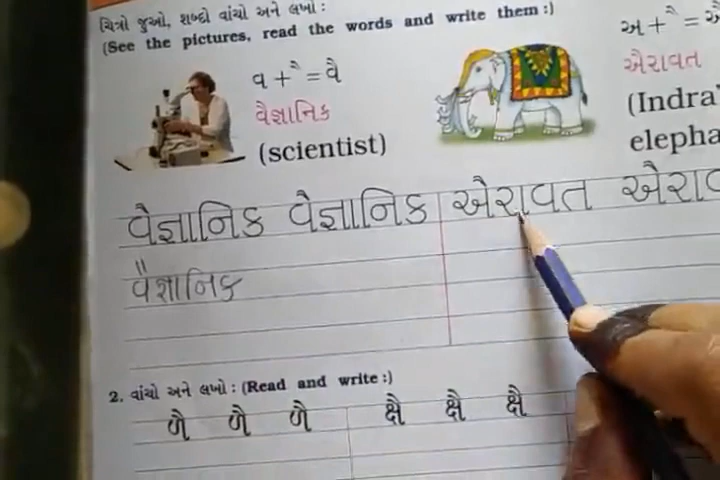 ચિત્રો જુઓ, શબ્દો વાંચો અને લખો :
(See the pictures, read the words and write them :)
વ + ૈ = વૈ
વૈજ્ઞાનિક
(scientist)
અ + ૈ = ઐ
ઐરાવત
(Indra'
elepha
વૈજ્ઞાનિક વૈજ્ઞાનિક ઐરાવત ઐરાવ
વૈજ્ઞાનિક
2. વાંચો અને લખો : (Read and write :)
ળૈ ળૈ ળૈ ક્ષૈ ક્ષૈ ક્ષૈ